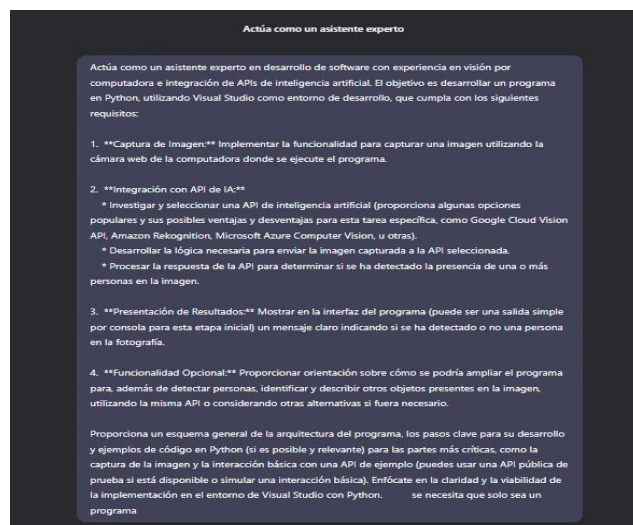 Actúa como un asistente experto
Actúa como un asistente experto en desarrollo de software con experiencia en visión por
computadora e integración de APIs de inteligencia artificial. El objetivo es desarrollar un programa
en Python, utilizando Visual Studio como entorno de desarrollo, que cumpla con los siguientes
requisitos:
1. **Captura de Imagen:** Implementar la funcionalidad para capturar una imagen utilizando la
cámara web de la computadora donde se ejecute el programa.
2. **Integración con API de IA:**
* Investigar y seleccionar una API de inteligencia artificial (proporciona algunas opciones
populares y sus posibles ventajas y desventajas para esta tarea específica, como Google Cloud Vision
API, Amazon Rekognition, Microsoft Azure Computer Vision, u otras).
* Desarrollar la lógica necesaria para enviar la imagen capturada a la API seleccionada.
* Procesar la respuesta de la API para determinar si se ha detectado la presencia de una o más
personas en la imagen.
3. **Presentación de Resultados:** Mostrar en la interfaz del programa (puede ser una salida simple
por consola para esta etapa inicial) un mensaje claro indicando si se ha detectado o no una persona
en la fotografía.
4. **Funcionalidad Opcional:** Proporcionar orientación sobre cómo se podría ampliar el programa
para, además de detectar personas, identificar y describir otros objetos presentes en la imagen,
utilizando la misma API o considerando otras alternativas si fuera necesario.
Proporciona un esquema general de la arquitectura del programa, los pasos clave para su desarrollo
y ejemplos de código en Python (si es posible y relevante) para las partes más críticas, como la
captura de la imagen y la interacción básica con una API de ejemplo (puedes usar una API pública de
prueba si está disponible o simular una interacción básica). Enfócate en la claridad y la viabilidad de
la implementación en el entorno de Visual Studio con Python. se necesita que solo sea un
programa